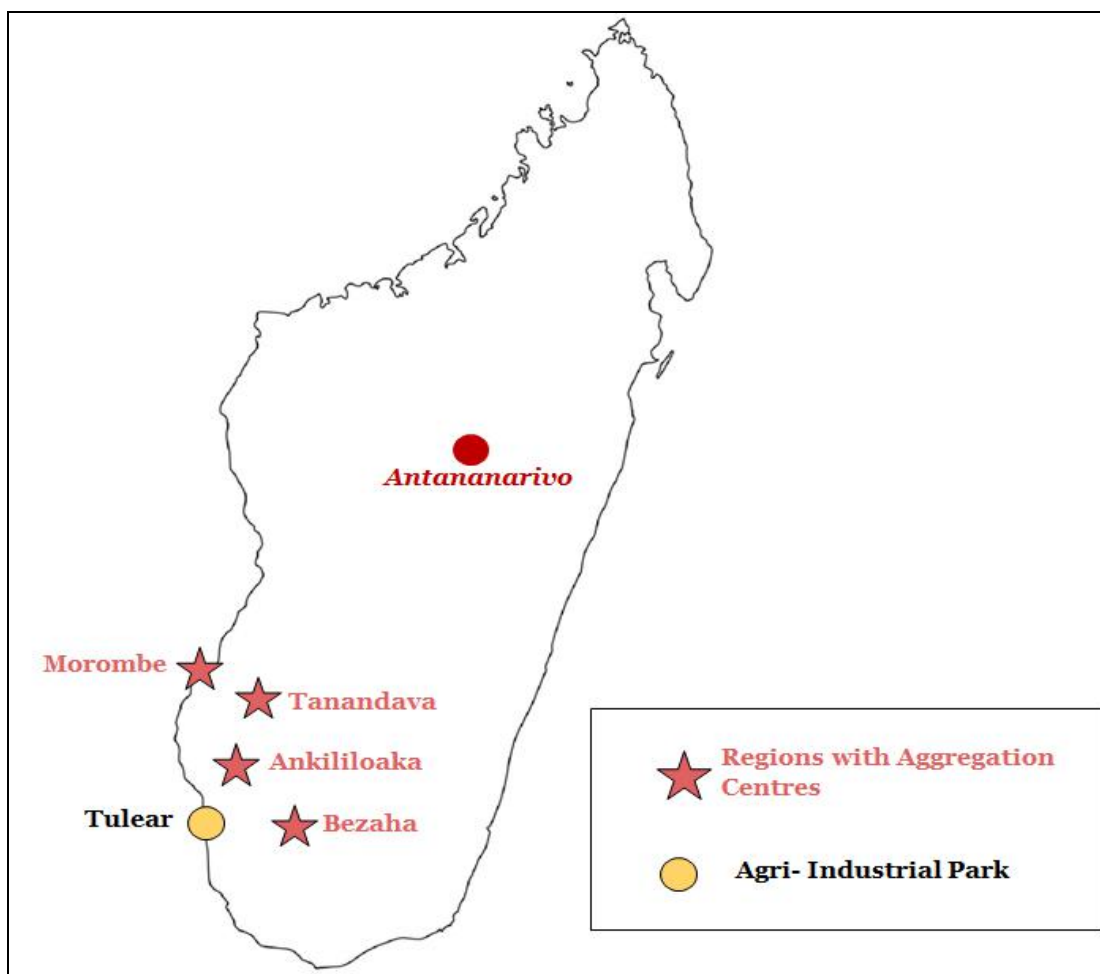 Antananarivo
Morombe
Tanandava
Ankililoaka
Tulear
Bezaha
Regions with Aggregation
Centres
Agri- Industrial Park